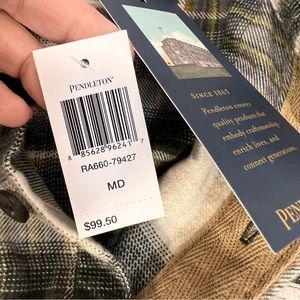 PENDLETON®
8 85628 96241 7
RA660-79427
MD
$99.50
SINCE 1863
Pendleton creates
quality products that
embody craftsmanship,
enrich lives, and
connect generations.